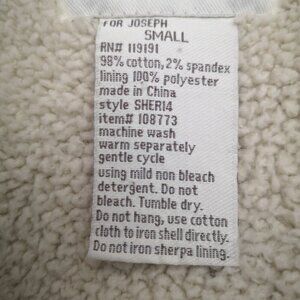 FOR JOSEPH
SMALL
RN# 119191
98% cotton, 2% spandex
lining 100% polyester
made in China
style SHER14
item# 108773
machine wash
warm separately
gentle cycle
using mild non bleach
detergent. Do not
bleach. Tumble dry.
Do not hang, use cotton
cloth to iron shell directly.
Do not iron sherpa lining.